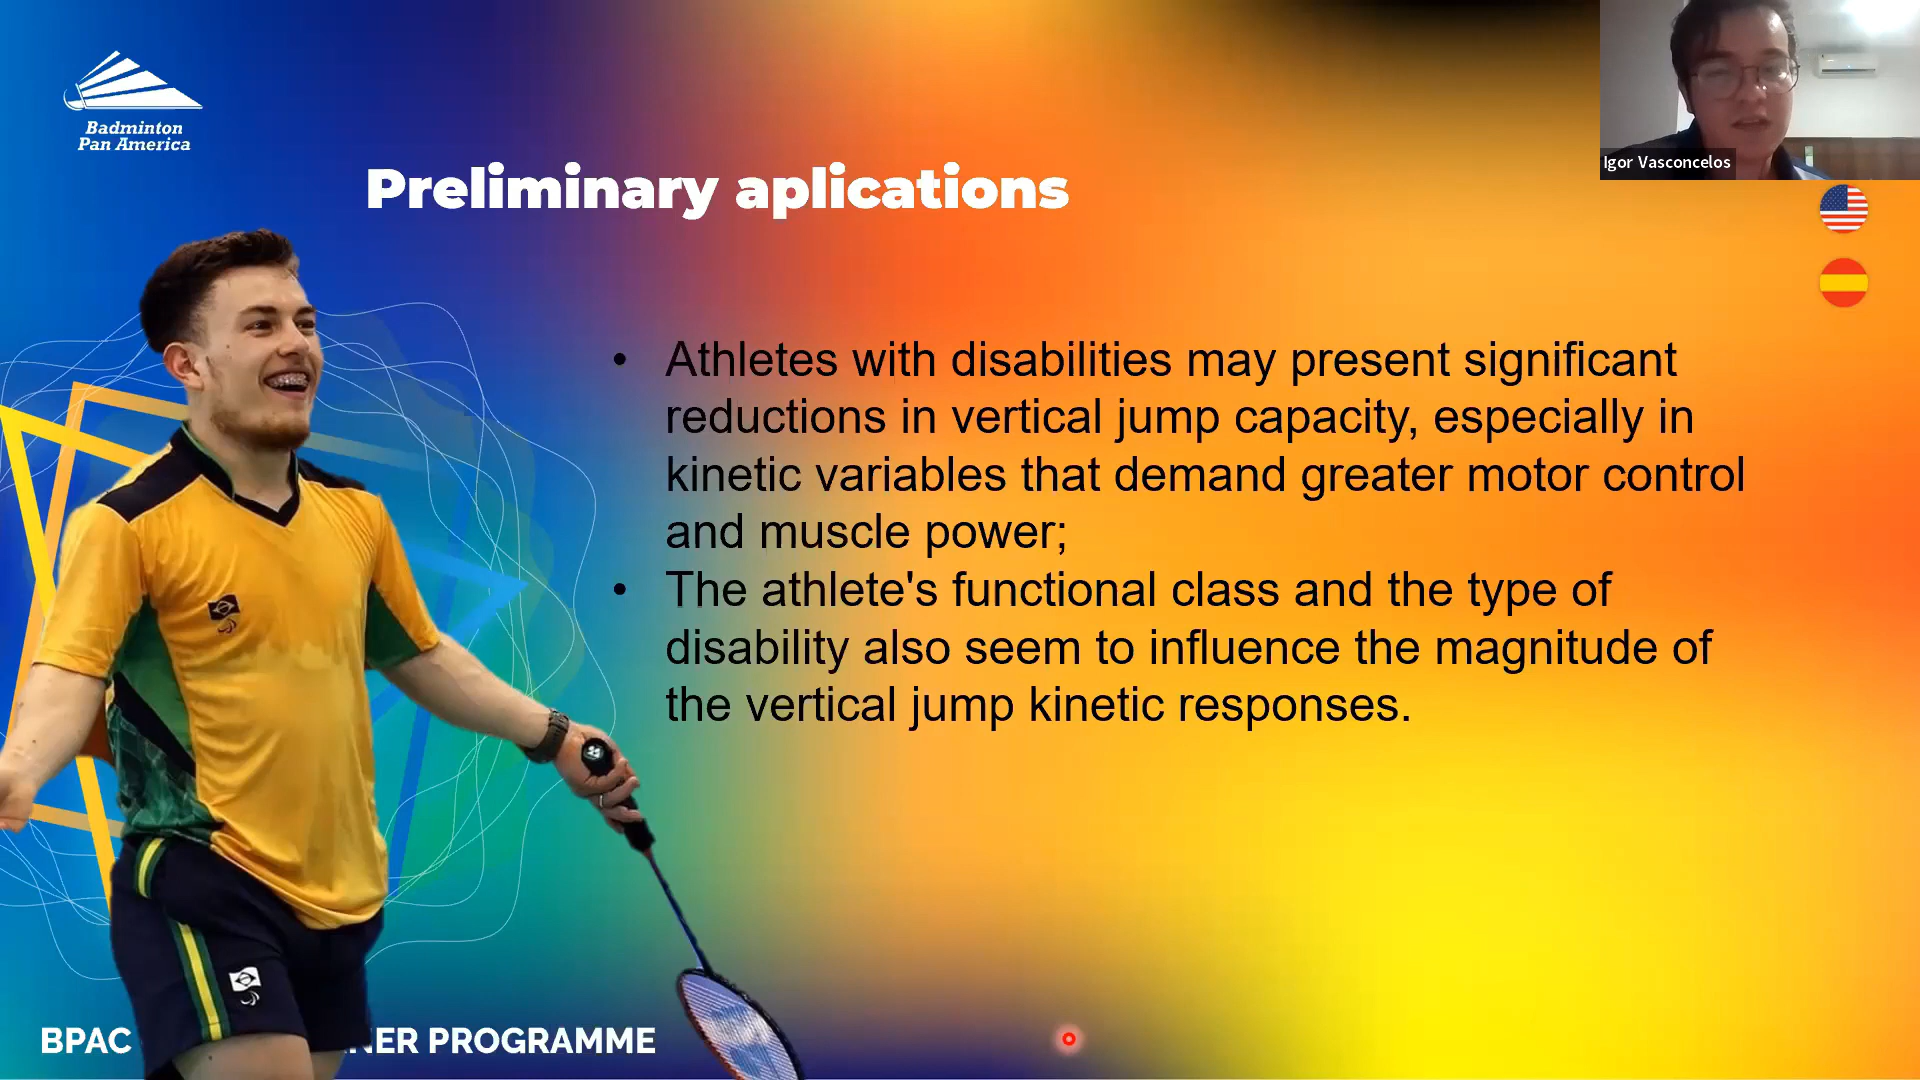 Badminton
Pan America
Igor Vasconcelos
Preliminary aplications
• Athletes with disabilities may present significant
reductions in vertical jump capacity, especially in
kinetic variables that demand greater motor control
and muscle power;
• The athlete's functional class and the type of
disability also seem to influence the magnitude of
the vertical jump kinetic responses.
BPAC NER PROGRAMME